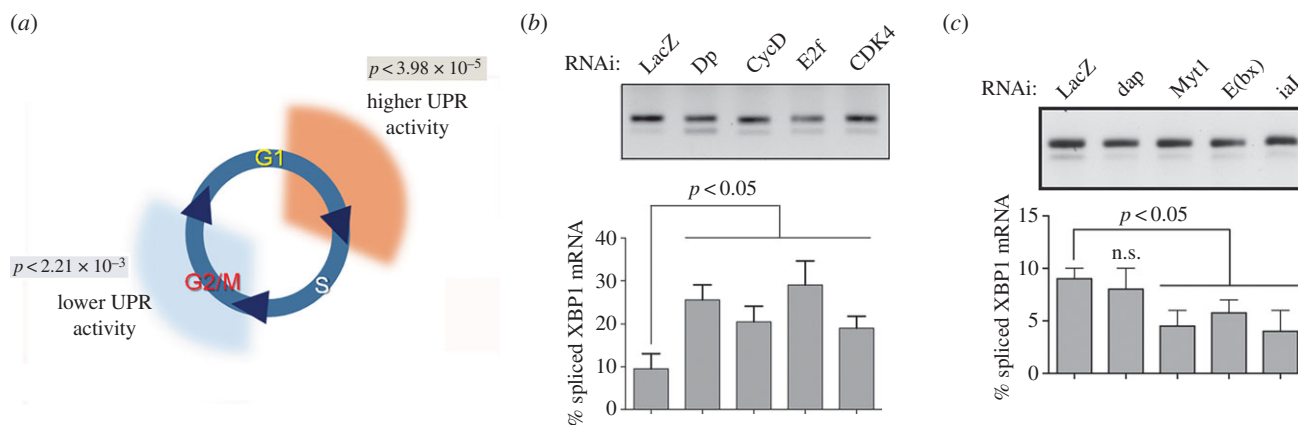 (a)
p < 3.98 × 10⁻⁵
higher UPR
activity
G1
S
G2/M
p < 2.21 × 10⁻³
lower UPR
activity
(b)
RNAi:
LacZ
Dp
CycD
E2f
CDK4
p < 0.05
% spliced XBP1 mRNA
40
30
20
10
0
(c)
RNAi:
LacZ
dap
Myt1
E(bx)
iaI
p < 0.05
n.s.
% spliced XBP1 mRNA
15
10
5
0